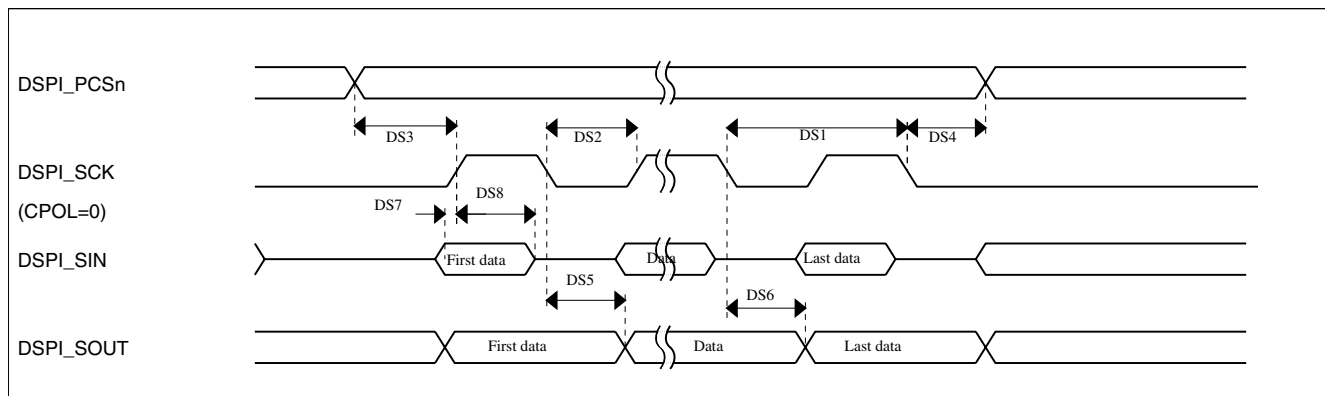 DSPI_PCSn
DS3
DS2
DS1
DS4
DSPI_SCK
(CPOL=0)
DS7
DS8
DSPI_SIN
First data
Data
Last data
DS5
DS6
DSPI_SOUT
First data
Data
Last data